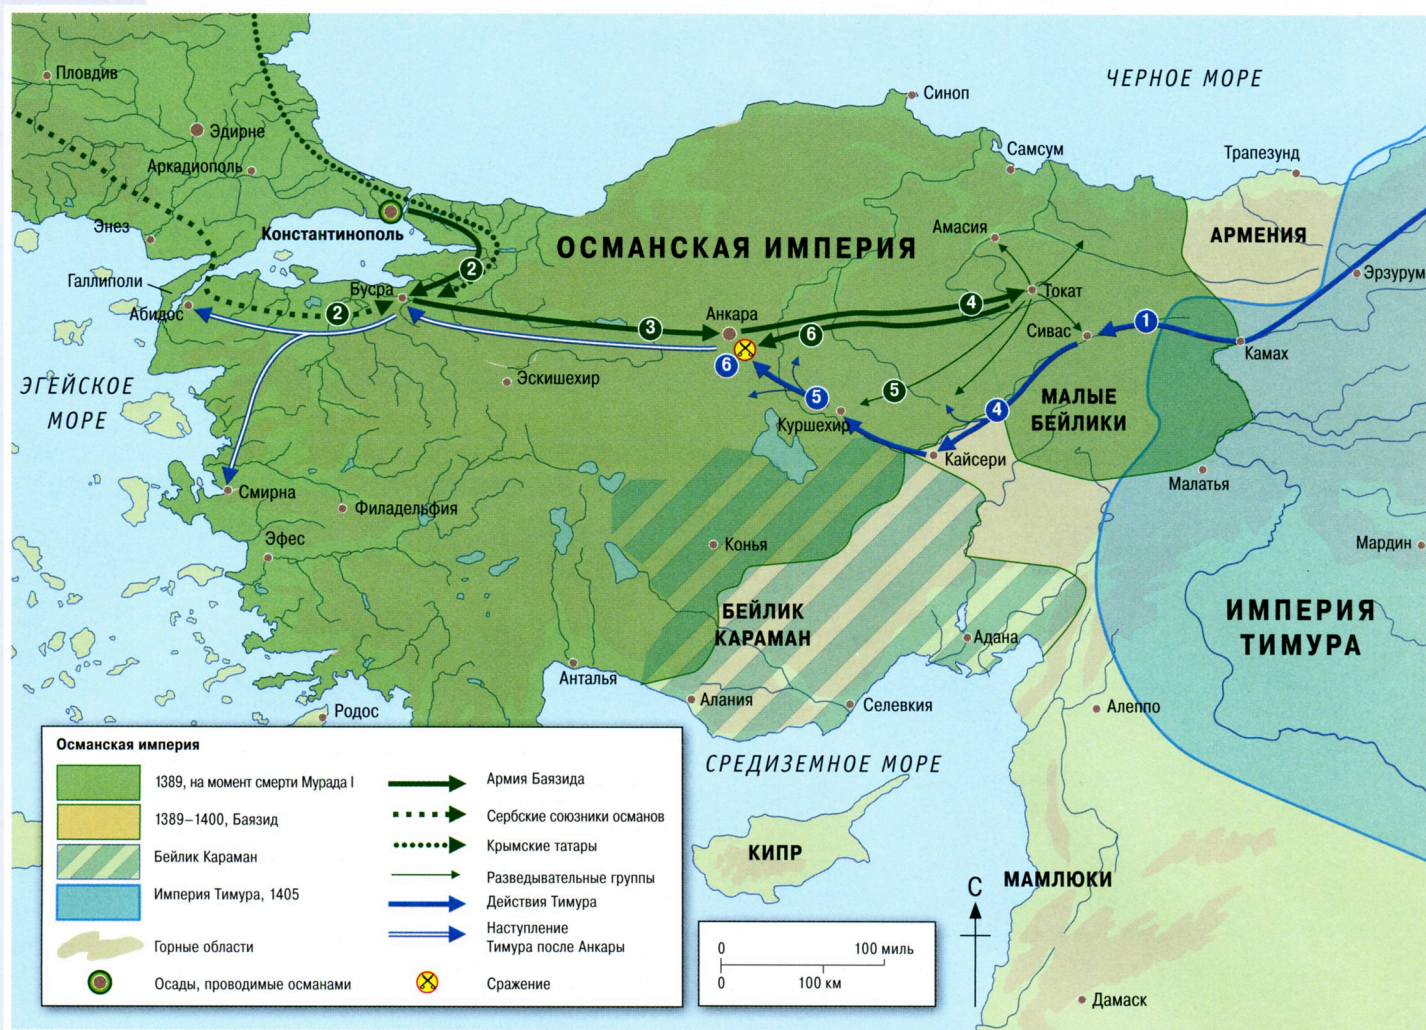 ЧЕРНОЕ МОРЕ
Пловдив
Синоп
Эдирне
Самсум
Трапезунд
Аркадиополь
Энез
Константинополь
Амасия
АРМЕНИЯ
ОСМАНСКАЯ ИМПЕРИЯ
Эрзурум
Галлиполи
2
Бусра
Токат
Абидос
2
3
Анкара
4
6
Сивас
1
Камах
6
ЭГЕЙСКОЕ
МОРЕ
Эскишехир
5
5
4
МАЛЫЕ
БЕЙЛИКИ
Куршехир
Кайсери
Малатья
Смирна
Филадельфия
Эфес
Конья
Мардин
БЕЙЛИК
КАРАМАН
Адана
ИМПЕРИЯ
ТИМУРА
Анталья
Алания
Селевкия
Алеппо
Родос
СРЕДИЗЕМНОЕ МОРЕ
КИПР
МАМЛЮКИ
Дамаск
С
Османская империя
1389, на момент смерти Мурада I
1389–1400, Баязид
Бейлик Караман
Империя Тимура, 1405
Горные области
Осады, проводимые османами
Армия Баязида
Сербские союзники османов
Крымские татары
Разведывательные группы
Действия Тимура
Наступление
Тимура после Анкары
Сражение
0 100 миль
0 100 км